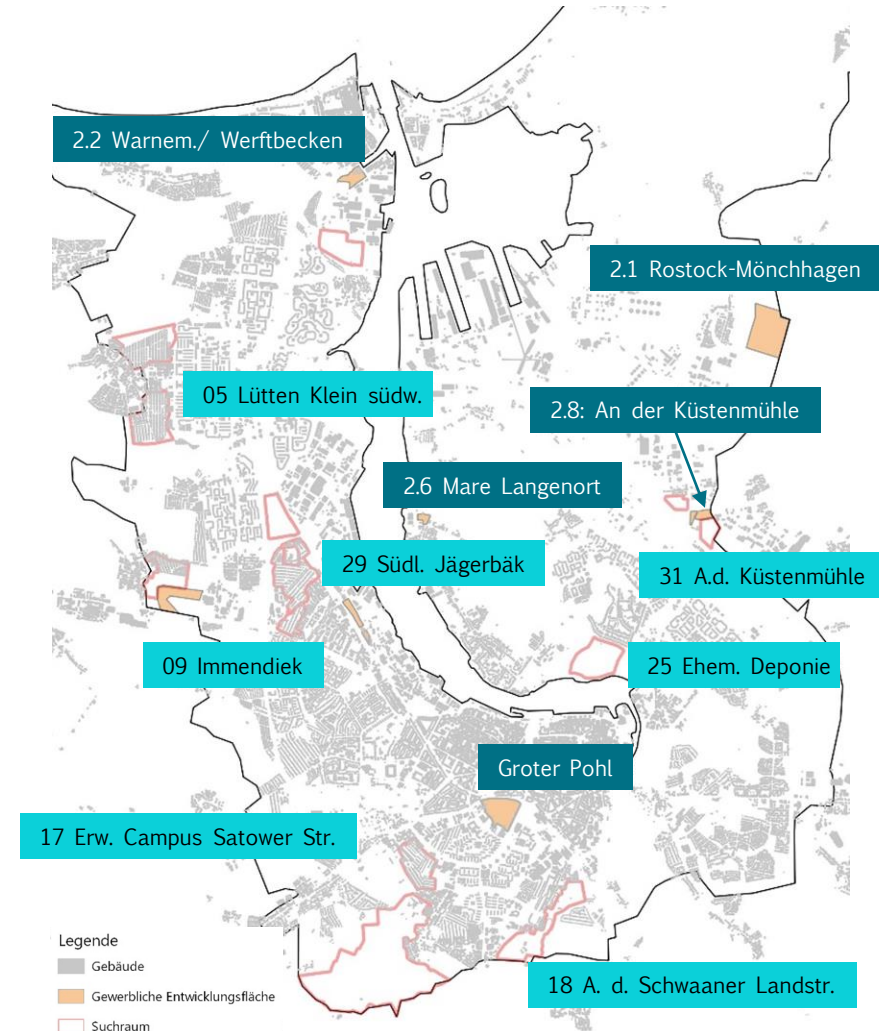 2.2 Warnem./ Werftbecken
2.1 Rostock-Mönchhagen
05 Lütten Klein südw.
2.8: An der Küstenmühle
2.6 Mare Langenort
29 Südl. Jägerbäk
31 A.d. Küstenmühle
09 Immendiek
25 Ehem. Deponie
Groter Pohl
17 Erw. Campus Satower Str.
18 A. d. Schwaaner Landstr.
Legende
Gebäude
Gewerbliche Entwicklungsfläche
Suchraum